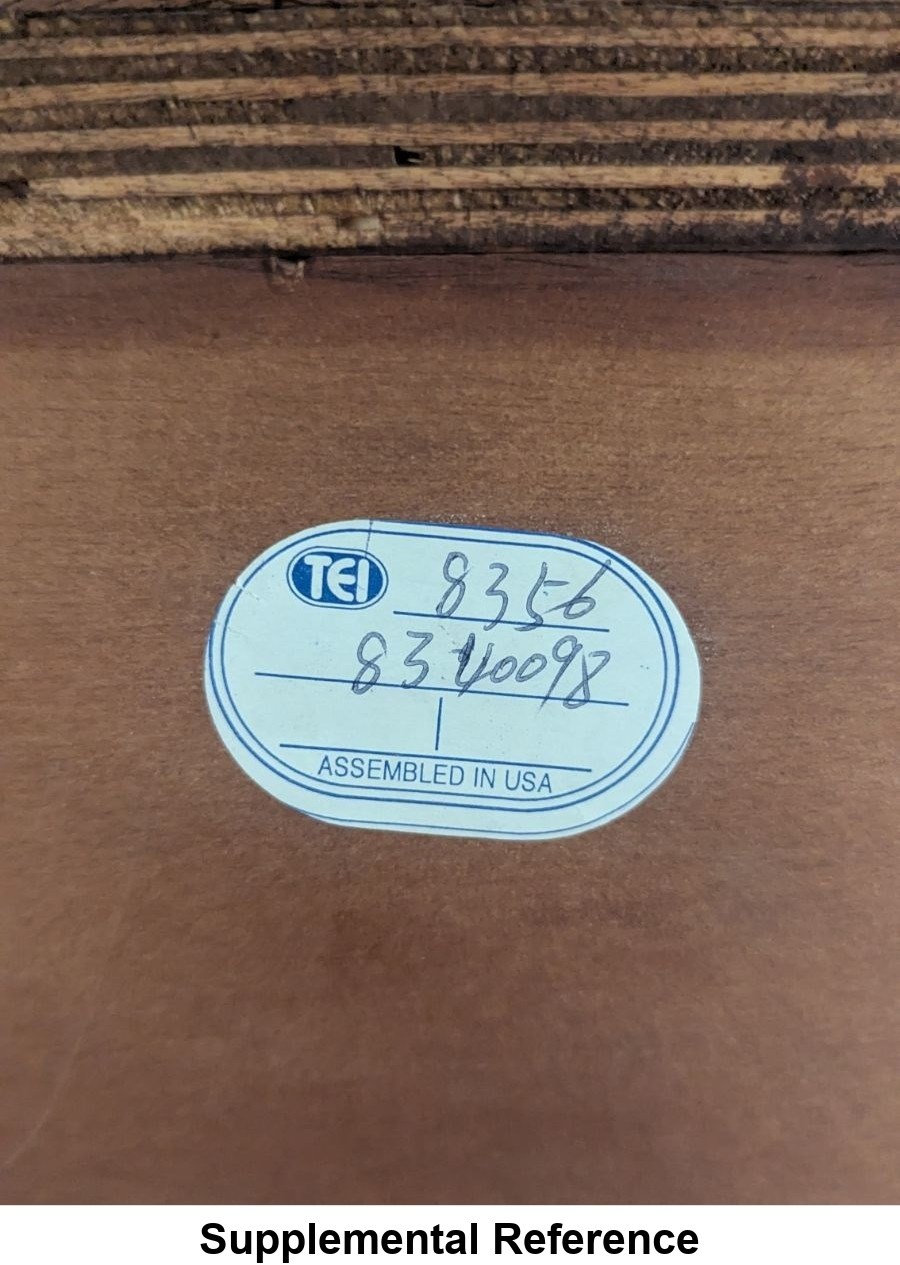 TEI
8356
8340098
ASSEMBLED IN USA
Supplemental Reference